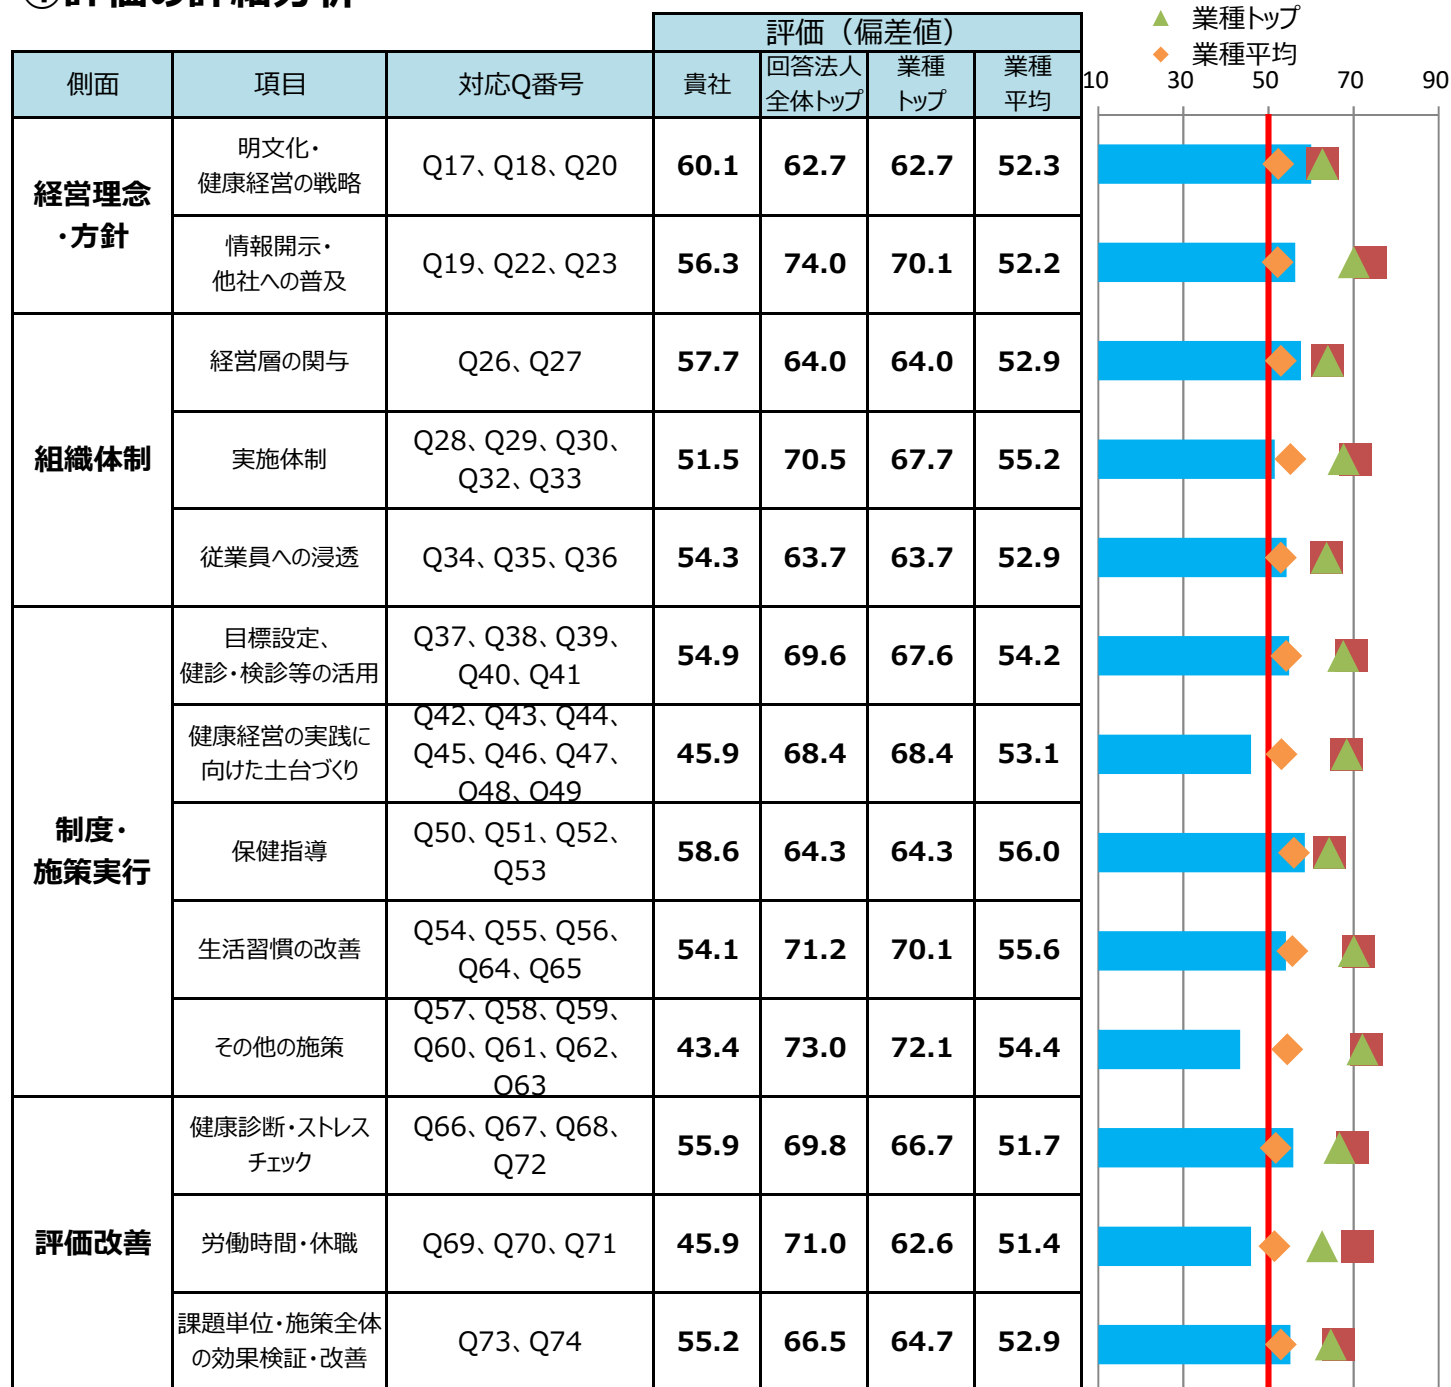 ①評価の詳細分析
▲ 業種トップ
◆ 業種平均
評価（偏差値）
側面 項目 対応Q番号 貴社 回答法人 業種 業種
全体トップ トップ 平均
10 30 50 70 90
経営理念
・方針
明文化・
健康経営の戦略
Q17、Q18、Q20 60.1 62.7 62.7 52.3
情報開示・
他社への普及
Q19、Q22、Q23 56.3 74.0 70.1 52.2
組織体制
経営層の関与 Q26、Q27 57.7 64.0 64.0 52.9
実施体制
Q28、Q29、Q30、
Q32、Q33
51.5 70.5 67.7 55.2
従業員への浸透 Q34、Q35、Q36 54.3 63.7 63.7 52.9
制度・
施策実行
目標設定、
健診・検診等の活用
Q37、Q38、Q39、
Q40、Q41
54.9 69.6 67.6 54.2
健康経営の実践に
向けた土台づくり
Q42、Q43、Q44、
Q45、Q46、Q47、
Q48、Q49
45.9 68.4 68.4 53.1
保健指導
Q50、Q51、Q52、
Q53
58.6 64.3 64.3 56.0
生活習慣の改善
Q54、Q55、Q56、
Q64、Q65
54.1 71.2 70.1 55.6
その他の施策
Q57、Q58、Q59、
Q60、Q61、Q62、
Q63
43.4 73.0 72.1 54.4
評価改善
健康診断・ストレス
チェック
Q66、Q67、Q68、
Q72
55.9 69.8 66.7 51.7
労働時間・休職 Q69、Q70、Q71 45.9 71.0 62.6 51.4
課題単位・施策全体
の効果検証・改善
Q73、Q74 55.2 66.5 64.7 52.9